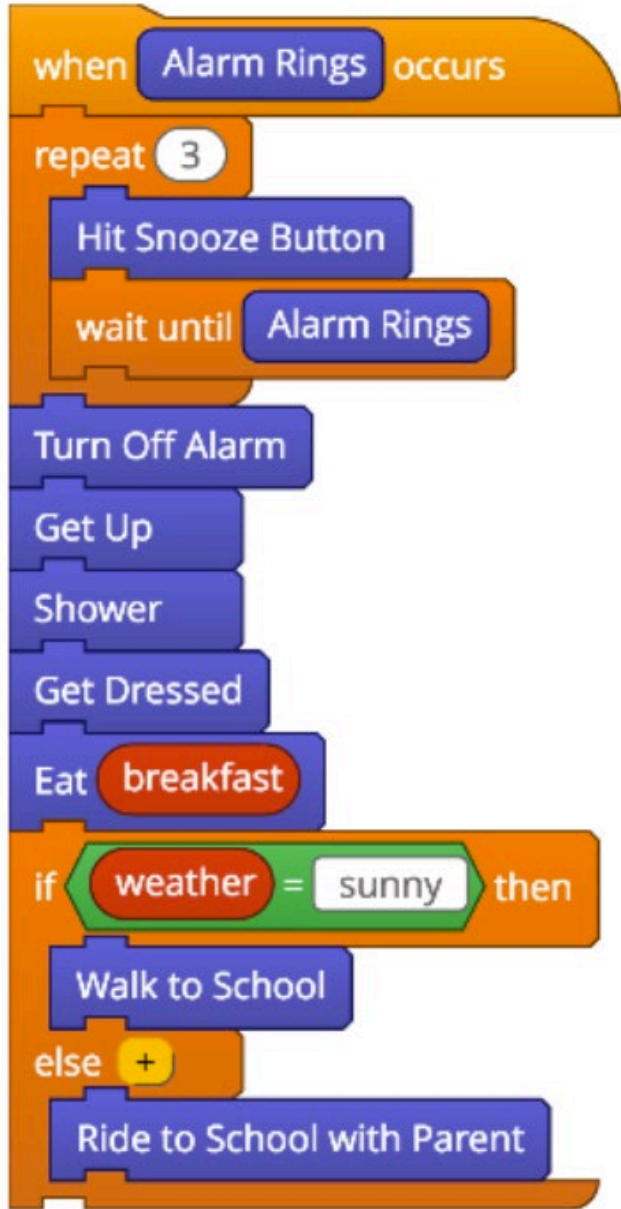 when Alarm Rings occurs
repeat 3
Hit Snooze Button
wait until Alarm Rings
Turn Off Alarm
Get Up
Shower
Get Dressed
Eat breakfast
if weather = sunny then
Walk to School
else +
Ride to School with Parent